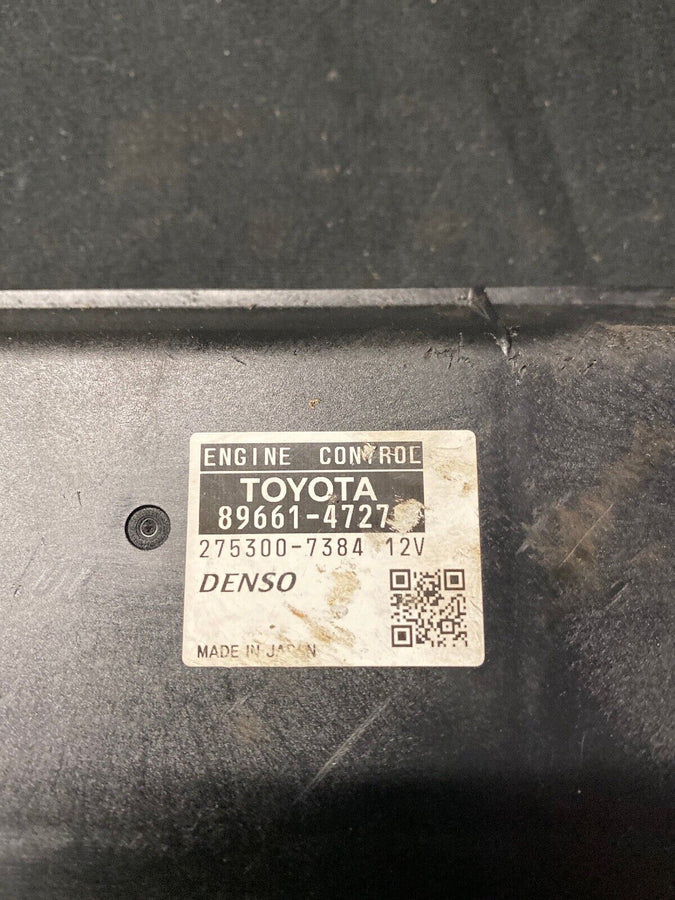 ENGINE CONTROL
TOYOTA
275300-7384 12V
DENSO
MADE IN JAPAN